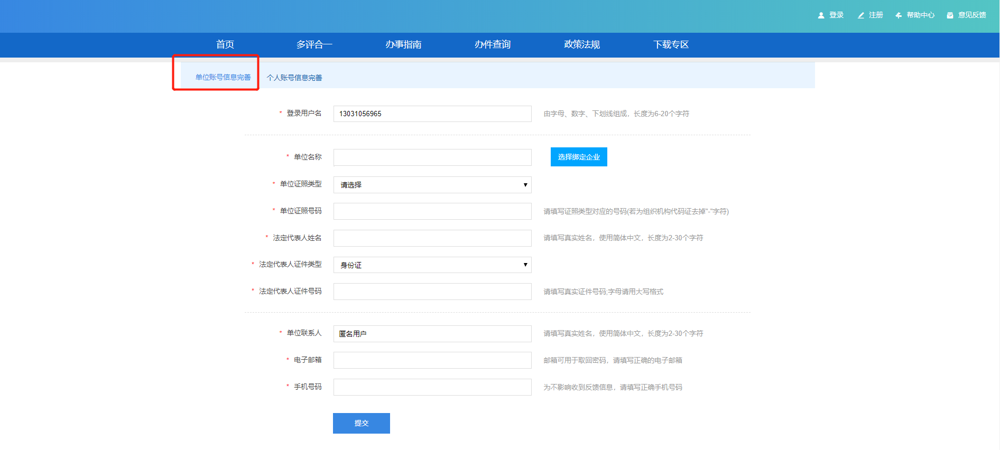 登录 注册 帮助中心 意见反馈
首页 多评合一 办事指南 办件查询 政策法规 下载专区
单位账号信息完善 个人账号信息完善
* 登录用户名 13031056965 由字母、数字、下划线组成，长度为6-20个字符
* 单位名称 选择绑定企业
* 单位证照类型 请选择
* 单位证照号码 请填写证照类型对应的号码(若为组织机构代码证去掉"-"字符)
* 法定代表人姓名 请填写真实姓名，使用简体中文，长度为2-30个字符
* 法定代表人证件类型 身份证
* 法定代表人证件号码 请填写真实证件号码;字母请用大写格式
* 单位联系人 匿名用户 请填写真实姓名，使用简体中文，长度为2-30个字符
* 电子邮箱 邮箱可用于取回密码，请填写正确的电子邮箱
* 手机号码 为不影响收到反馈信息，请填写正确手机号码
提交